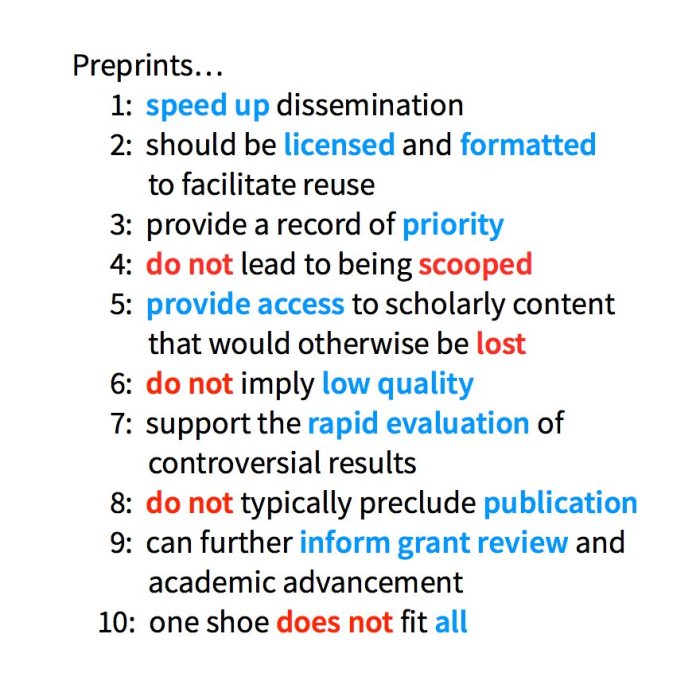 Preprints…
1: speed up dissemination
2: should be licensed and formatted
to facilitate reuse
3: provide a record of priority
4: do not lead to being scooped
5: provide access to scholarly content
that would otherwise be lost
6: do not imply low quality
7: support the rapid evaluation of
controversial results
8: do not typically preclude publication
9: can further inform grant review and
academic advancement
10: one shoe does not fit all